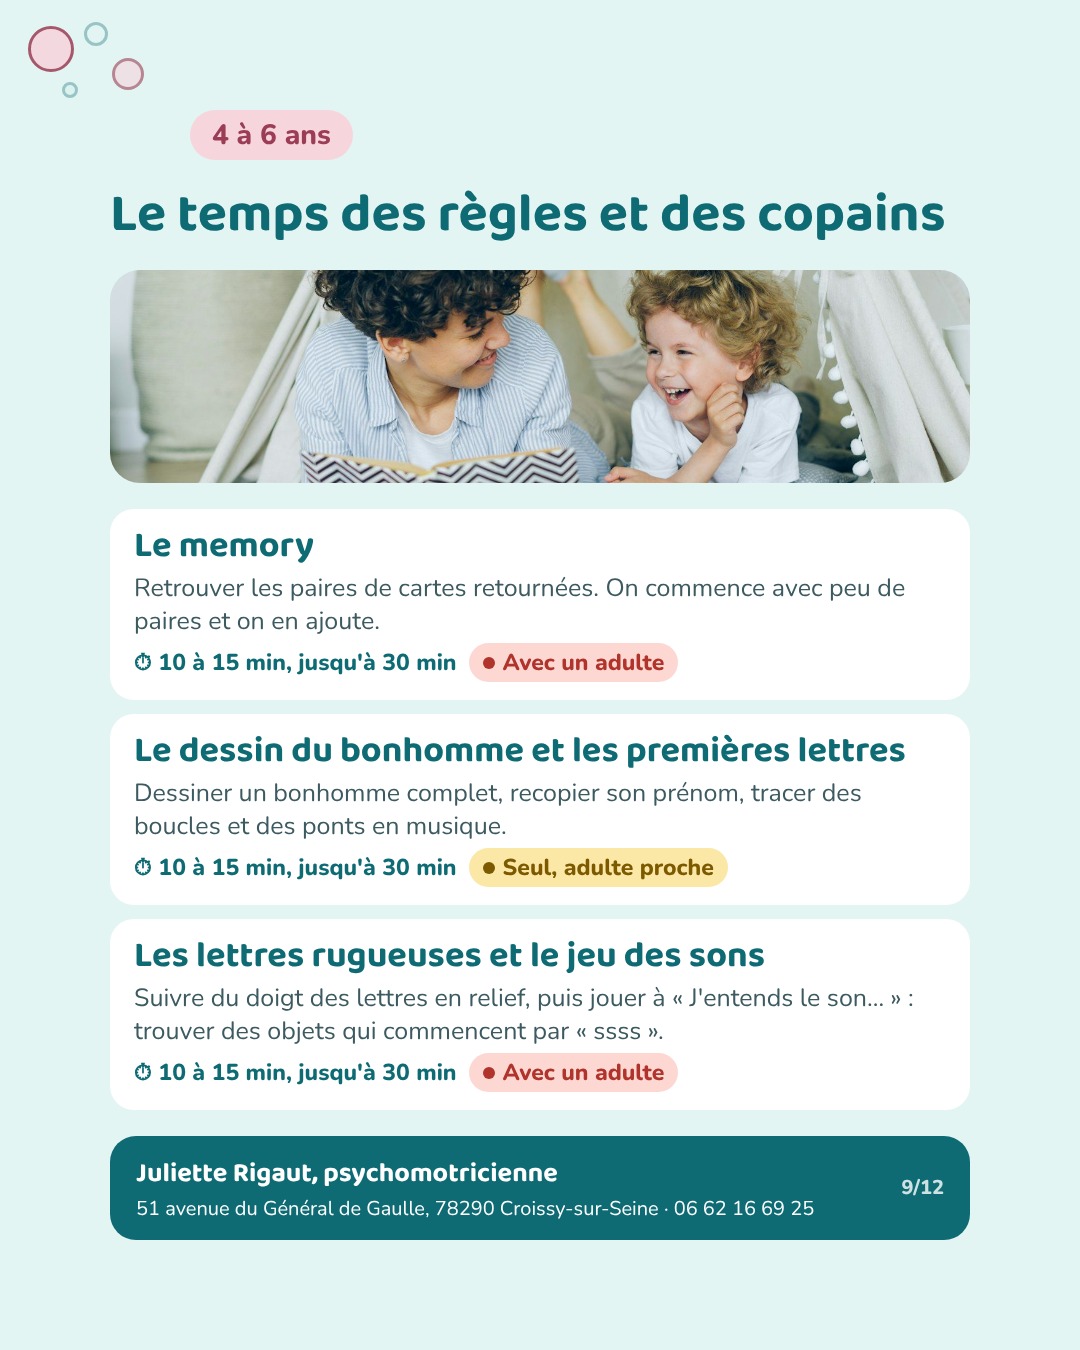 4 à 6 ans
Le temps des règles et des copains
Le memory
Retrouver les paires de cartes retournées. On commence avec peu de
paires et on en ajoute.
⏱ 10 à 15 min, jusqu'à 30 min ● Avec un adulte
Le dessin du bonhomme et les premières lettres
Dessiner un bonhomme complet, recopier son prénom, tracer des
boucles et des ponts en musique.
⏱ 10 à 15 min, jusqu'à 30 min ● Seul, adulte proche
Les lettres rugueuses et le jeu des sons
Suivre du doigt des lettres en relief, puis jouer à « J'entends le son... » :
trouver des objets qui commencent par « ssss ».
⏱ 10 à 15 min, jusqu'à 30 min ● Avec un adulte
Juliette Rigaut, psychomotricienne
51 avenue du Général de Gaulle, 78290 Croissy-sur-Seine · 06 62 16 69 25
9/12